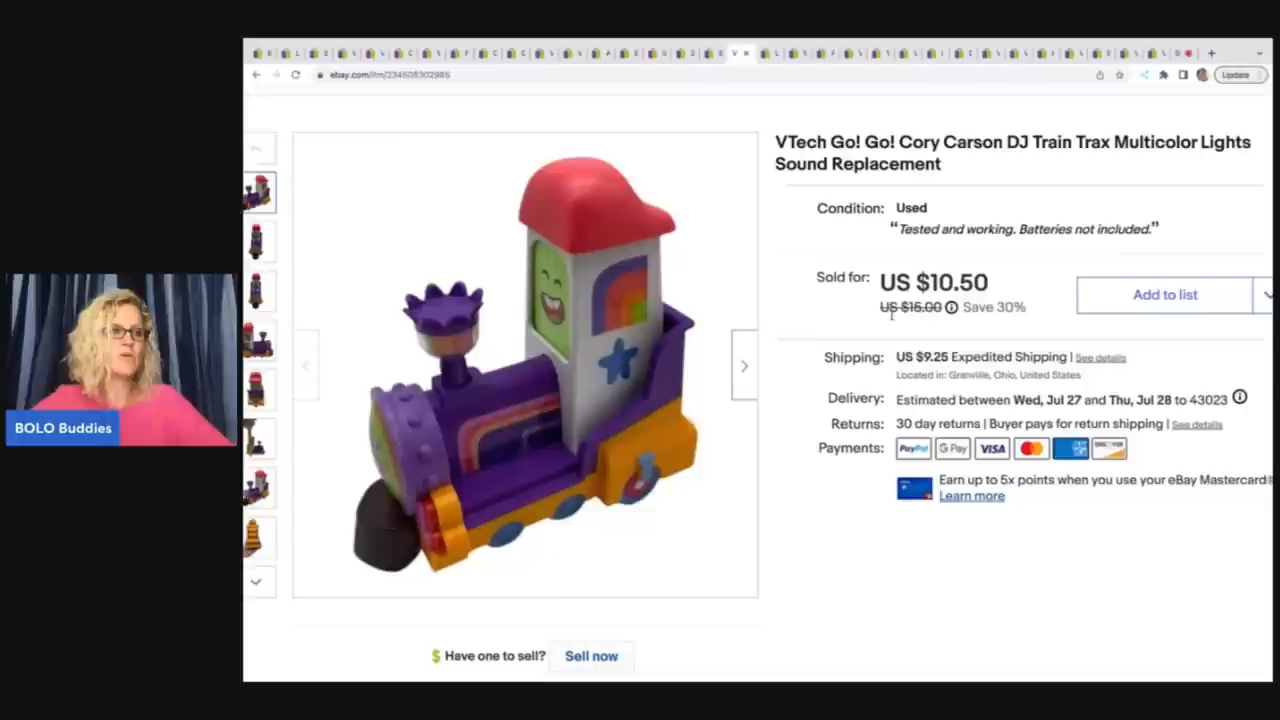 ebay.com/itm/234608302985
Update
VTech Go! Go! Cory Carson DJ Train Trax Multicolor Lights
Sound Replacement
Condition: Used
“Tested and working. Batteries not included.”
Sold for: US $10.50
Add to list
US $15.00 Save 30%
Shipping: US $9.25 Expedited Shipping | See details
Located in: Granville, Ohio, United States
Delivery: Estimated between Wed, Jul 27 and Thu, Jul 28 to 43023
Returns: 30 day returns | Buyer pays for return shipping | See details
Payments: PayPal G Pay VISA DISCOVER
Earn up to 5x points when you use your eBay Mastercard®
Learn more
BOLO Buddies
$ Have one to sell? Sell now